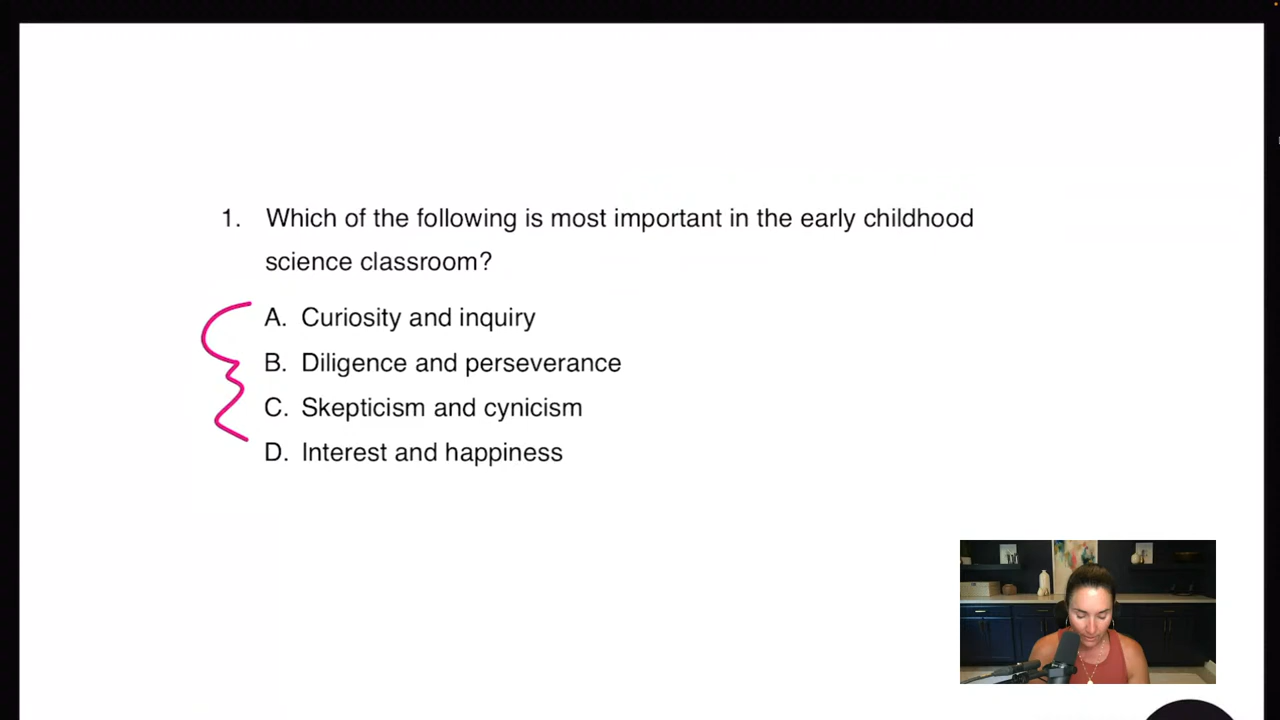 1. Which of the following is most important in the early childhood
science classroom?
A. Curiosity and inquiry
B. Diligence and perseverance
C. Skepticism and cynicism
D. Interest and happiness